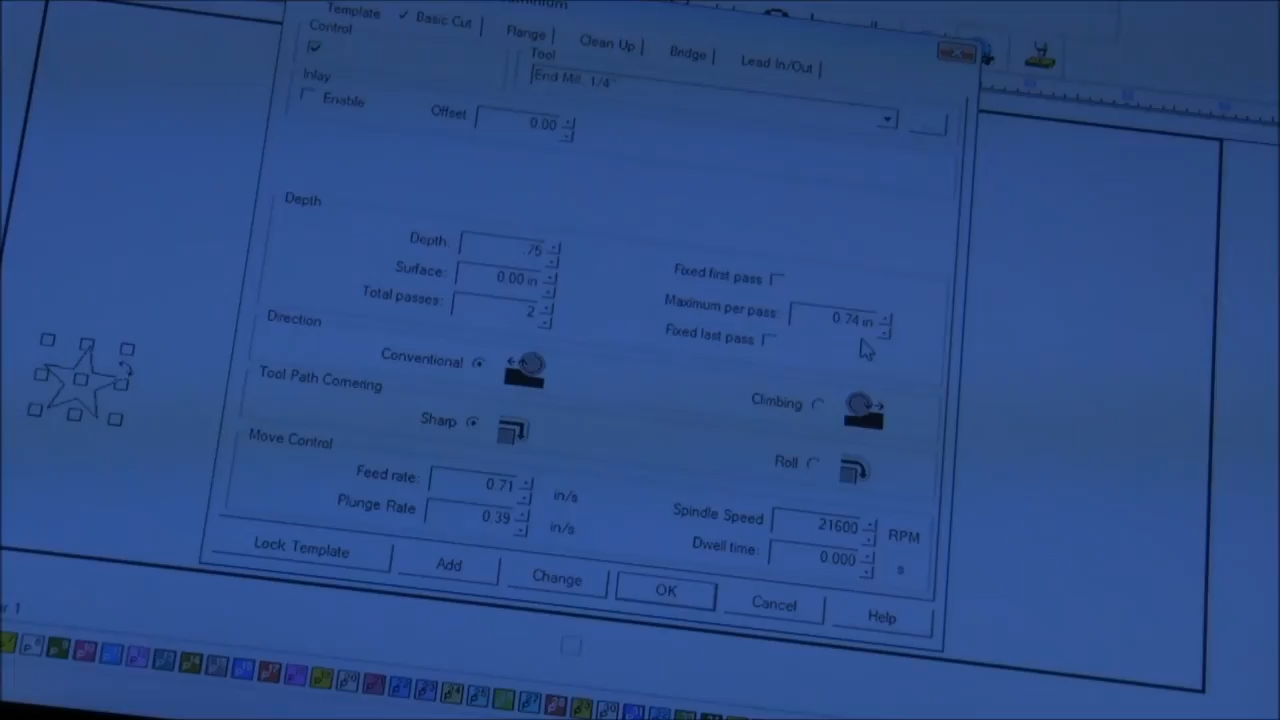 Template ✓ Basic Cut Flange Clean Up Bridge Lead In/Out
Control
Tool
End Mill, 1/4"
Inlay
Enable
Offset 0.00
Depth
Depth: .75
Surface: 0.00 in
Total passes: 2
Fixed first pass
Maximum per pass: 0.74 in
Fixed last pass
Direction
Conventional
Climbing
Tool Path Cornering
Sharp
Roll
Move Control
Feed rate: 0.71 in/s
Plunge Rate 0.39 in/s
Spindle Speed 21600 RPM
Dwell time: 0.000 s
Lock Template Add Change OK Cancel Help